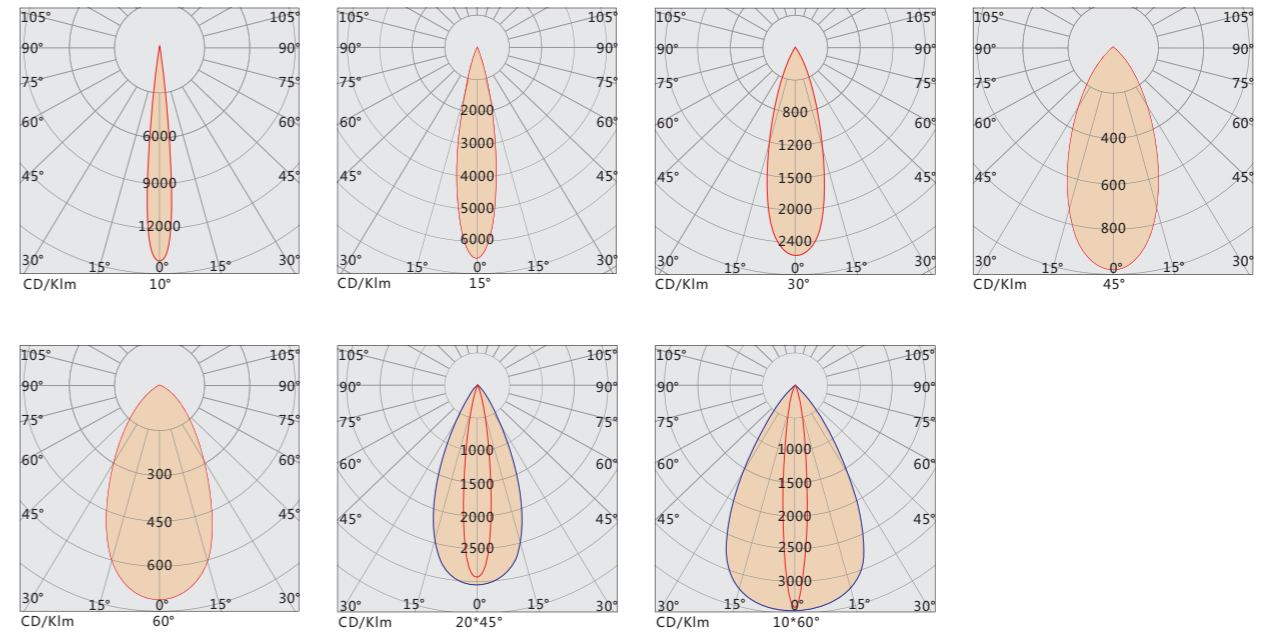 105° 105° 105° 105° 105° 105° 105° 105°
90° 90° 90° 90° 90° 90° 90° 90°
75° 75° 75° 75° 75° 75° 75° 75°
60° 6000 60° 60° 2000 60° 60° 800 60° 60° 400 60°
3000 1200
45° 9000 45° 45° 4000 45° 45° 1500 45° 45° 600 45°
12000 5000 2000 800
6000 2400
30° 15° 0° 15° 30° 30° 15° 0° 15° 30° 30° 15° 0° 15° 30° 30° 15° 0° 15° 30°
CD/Klm 10° CD/Klm 15° CD/Klm 30° CD/Klm 45°
105° 105° 105° 105° 105° 105°
90° 90° 90° 90° 90° 90°
75° 75° 75° 75° 75° 75°
60° 300 60° 60° 1000 60° 60° 1000 60°
1500 1500
45° 450 45° 45° 2000 45° 45° 2000 45°
600 2500 2500
3000
30° 15° 0° 15° 30° 30° 15° 0° 15° 30° 30° 15° 0° 15° 30°
CD/Klm 60° CD/Klm 20*45° CD/Klm 10*60°